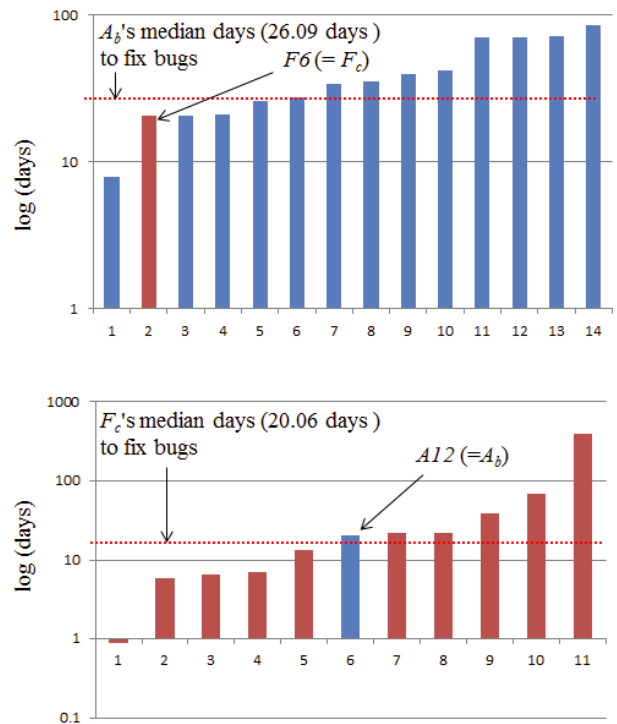 100
A_b's median days (26.09 days )
to fix bugs
F6 (= F_c)
10
log (days)
1
1 2 3 4 5 6 7 8 9 10 11 12 13 14
1000
F_c's median days (20.06 days )
to fix bugs
A12 (=A_b)
100
log (days)
10
1
1 2 3 4 5 6 7 8 9 10 11
0.1